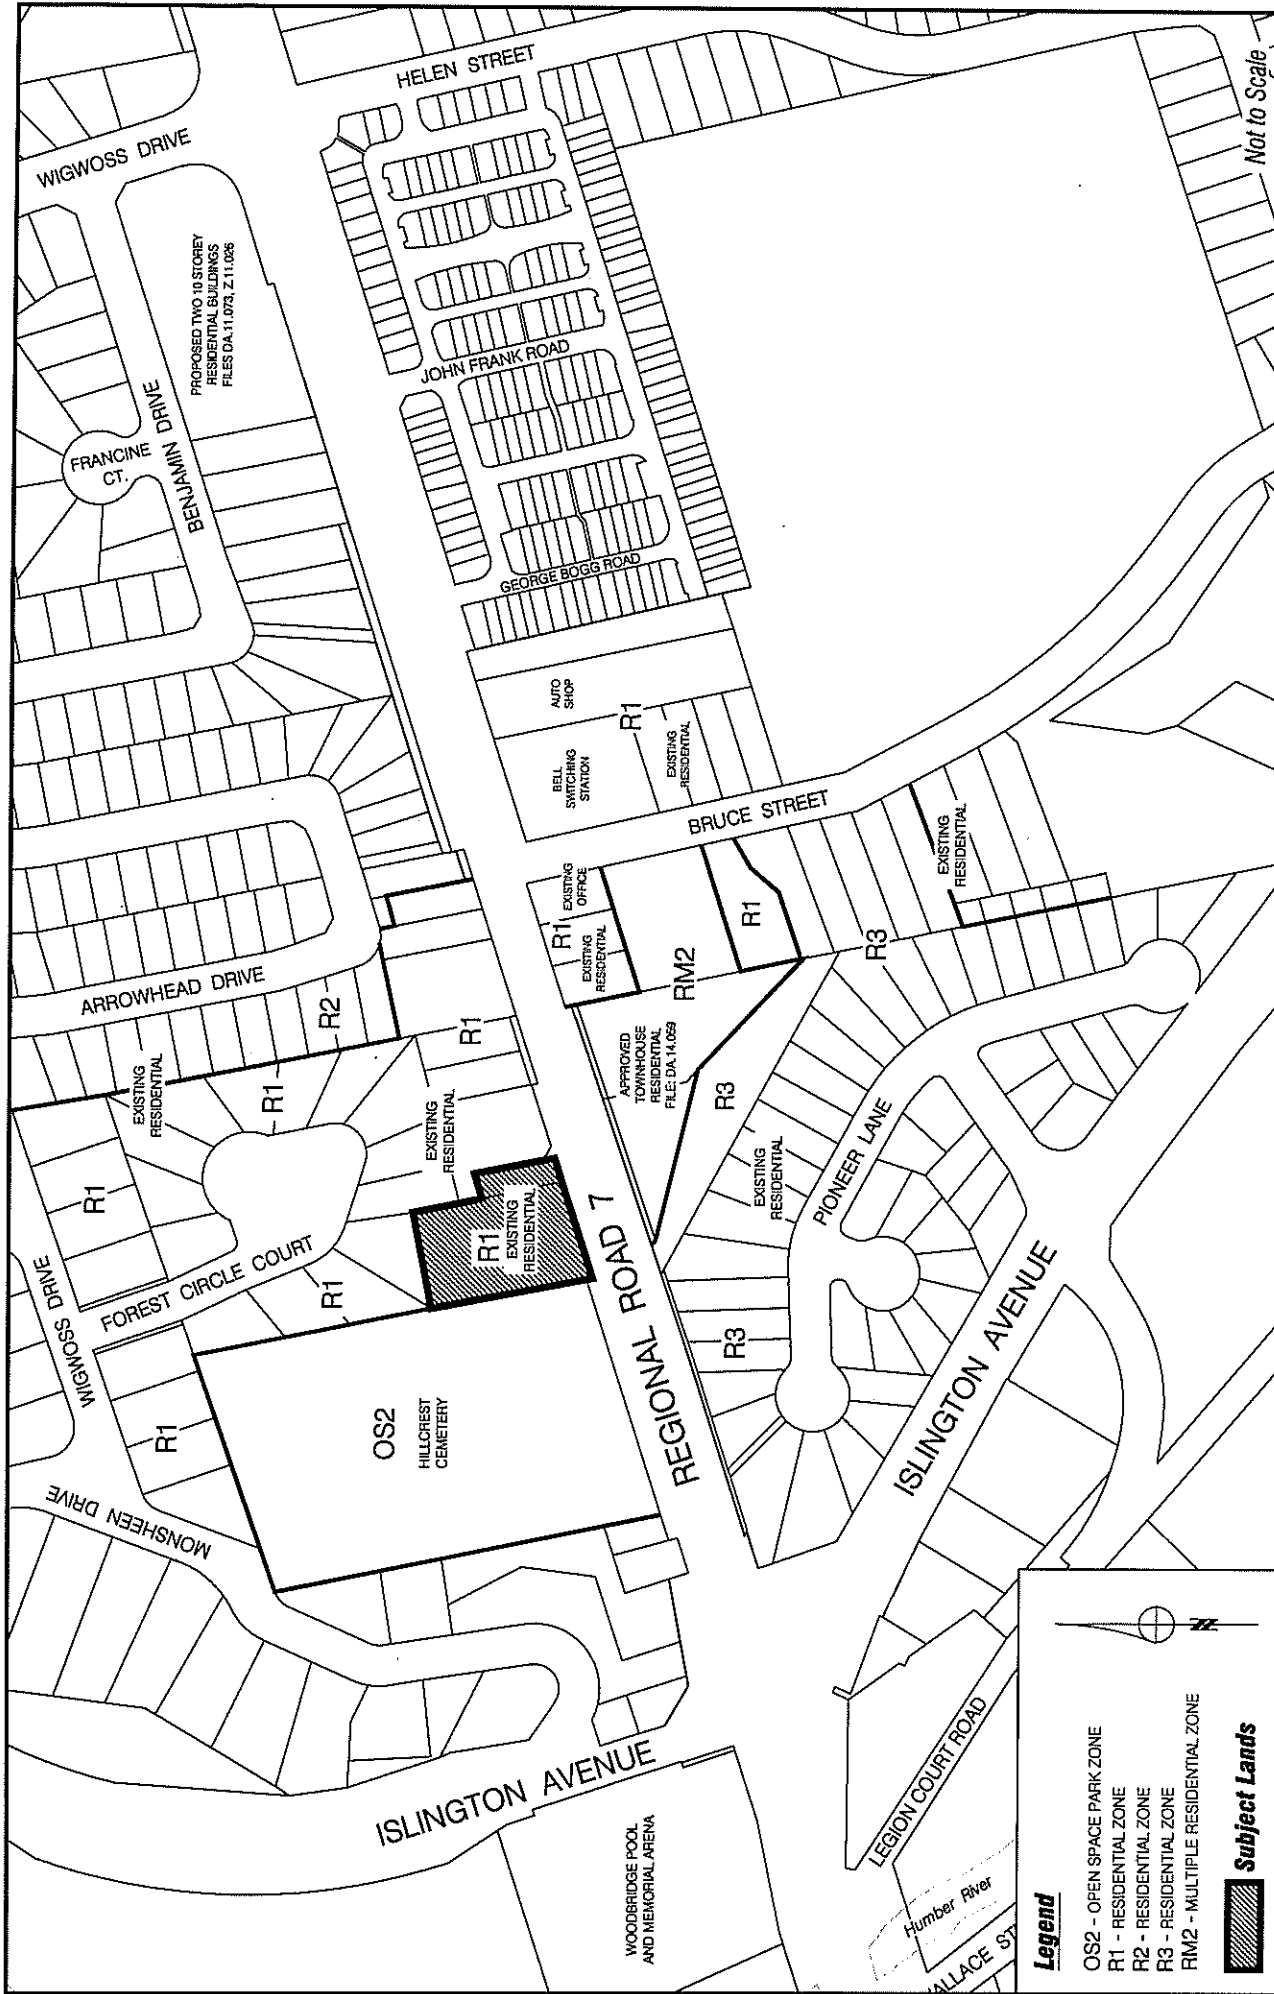 WIGWOSS DRIVE
HELEN STREET
PROPOSED TWO 10 STOREY
RESIDENTIAL BUILDINGS
FILES DA.11.073, Z.11.026
FRANCINE
CT.
BENJAMIN DRIVE
JOHN FRANK ROAD
GEORGE BOGG ROAD
AUTO
SHOP
R1
BELL
SWITCHING
STATION
EXISTING
RESIDENTIAL
BRUCE STREET
EXISTING
RESIDENTIAL
ARROWHEAD DRIVE
R2
R1
EXISTING
OFFICE
R1
EXISTING
RESIDENTIAL
RM2
R1
R3
EXISTING
RESIDENTIAL
R1
EXISTING
RESIDENTIAL
APPROVED
TOWNHOUSE
RESIDENTIAL
FILE: DA.14.069
R3
EXISTING
RESIDENTIAL
PIONEER LANE
R1
WIGWOSS DRIVE
FOREST CIRCLE COURT
R1
R1
EXISTING
RESIDENTIAL
REGIONAL ROAD 7
R3
ISLINGTON AVENUE
R1
OS2
HILLCREST
CEMETERY
MONSHEEN DRIVE
ISLINGTON AVENUE
WOODBRIDGE POOL
AND MEMORIAL ARENA
LEGION COURT ROAD
Humber River
Not to Scale
Legend
OS2 - OPEN SPACE PARK ZONE
R1 - RESIDENTIAL ZONE
R2 - RESIDENTIAL ZONE
R3 - RESIDENTIAL ZONE
RM2 - MULTIPLE RESIDENTIAL ZONE
Subject Lands
N